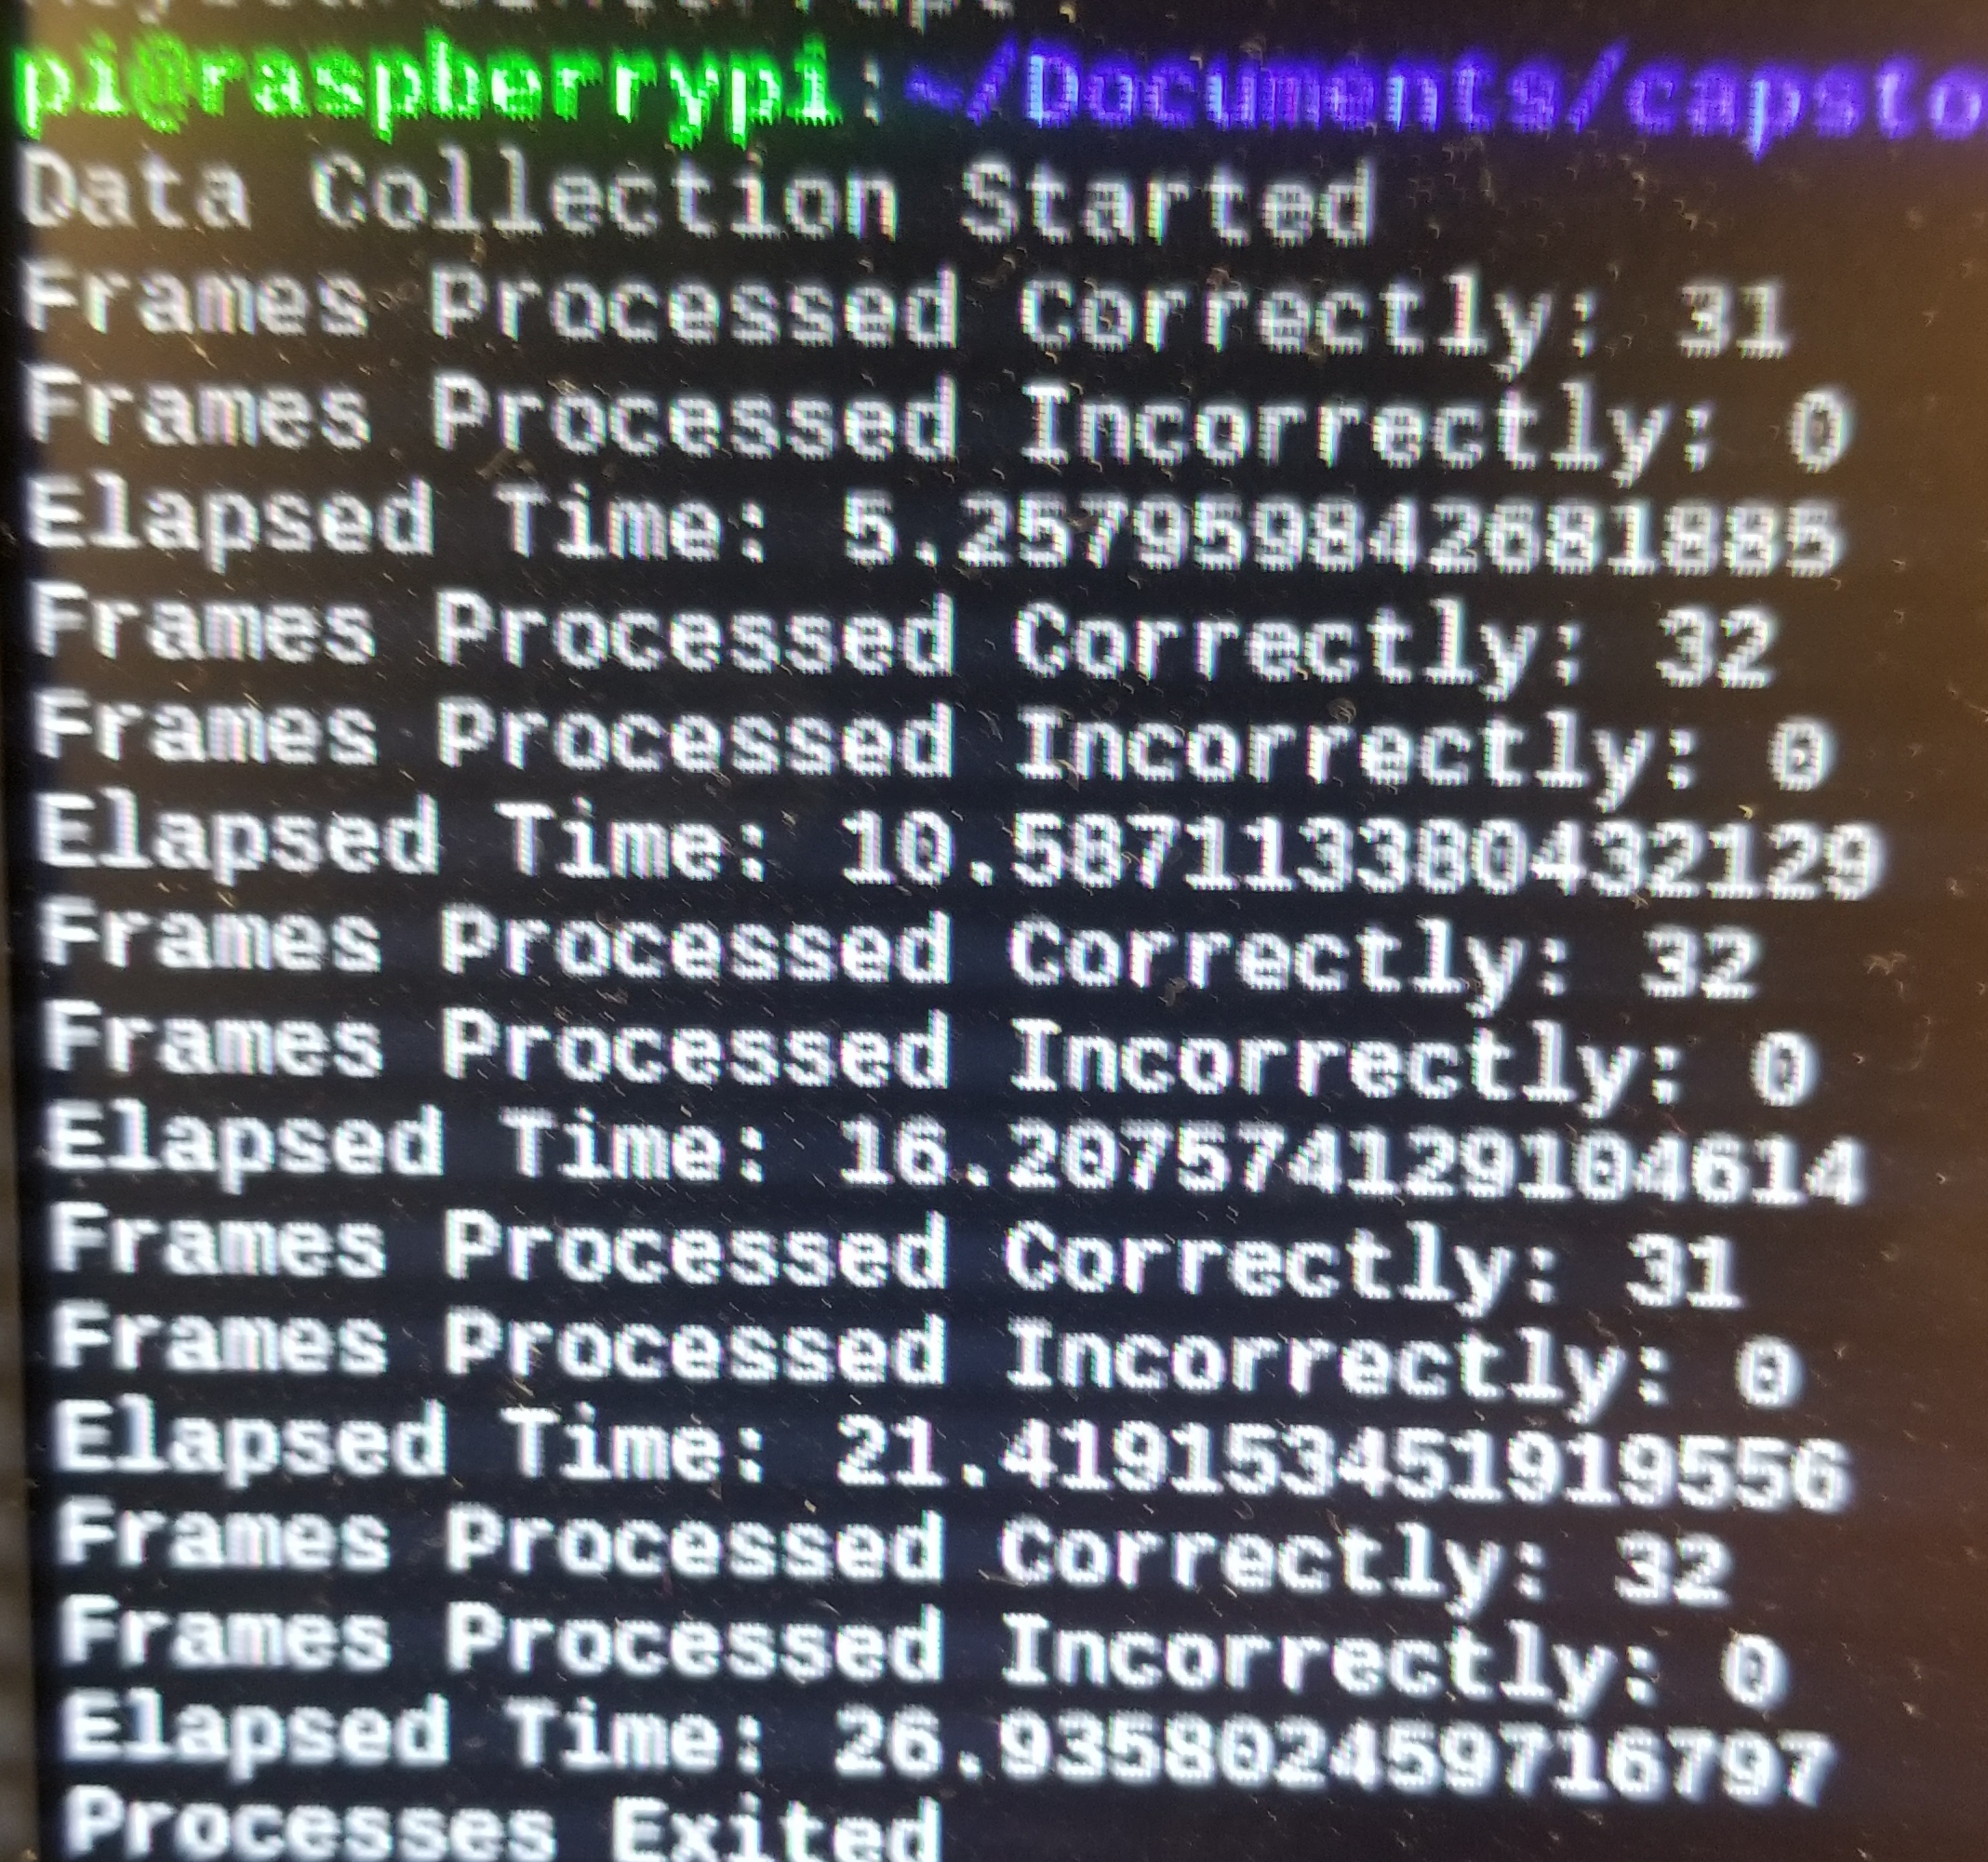 pi@raspberrypi:~/Documents/capsto
Data Collection Started
Frames Processed Correctly: 31
Frames Processed Incorrectly: 0
Elapsed Time: 5.257959842681885
Frames Processed Correctly: 32
Frames Processed Incorrectly: 0
Elapsed Time: 10.587113380432129
Frames Processed Correctly: 32
Frames Processed Incorrectly: 0
Elapsed Time: 16.207574129104614
Frames Processed Correctly: 31
Frames Processed Incorrectly: 0
Elapsed Time: 21.419153451919556
Frames Processed Correctly: 32
Frames Processed Incorrectly: 0
Elapsed Time: 26.935802459716797
Processes Exited